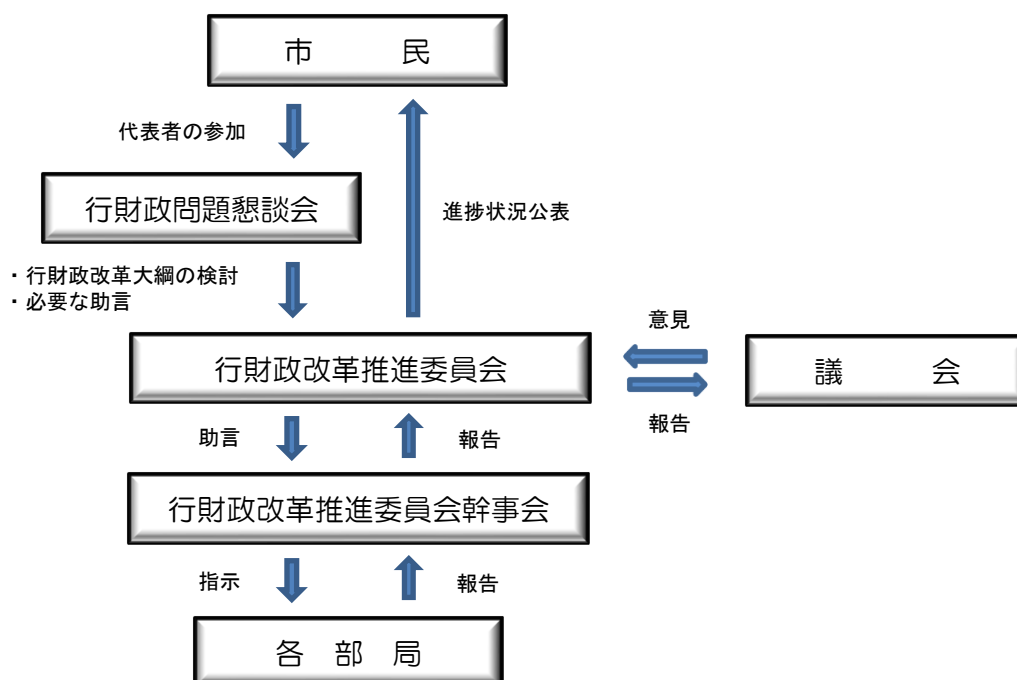 市　　　民
代表者の参加
行財政問題懇談会
進捗状況公表
・行財政改革大綱の検討
・必要な助言
意見
行財政改革推進委員会
議　　　会
報告
助言
報告
行財政改革推進委員会幹事会
指示
報告
各　部　局